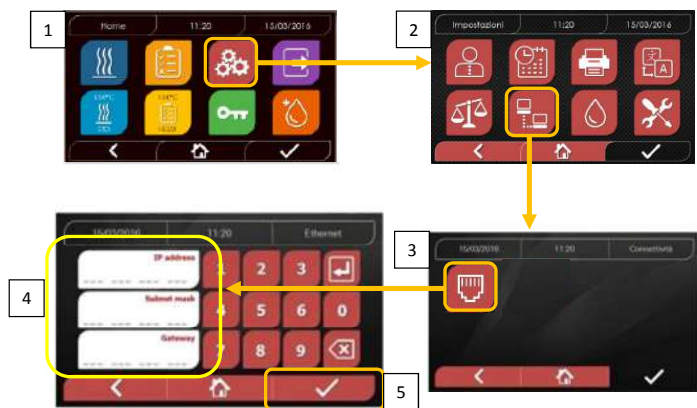 1
Home 11:20 15/03/2016
134°C 134°C
2
Impostazioni 11:20 15/03/2016
A
3
15/03/2016 11:20 Connettività
4
15/03/2016 11:20 Ethernet
IP address
1 2 3
Subnet mask
4 5 6 0
Gateway
7 8 9
5